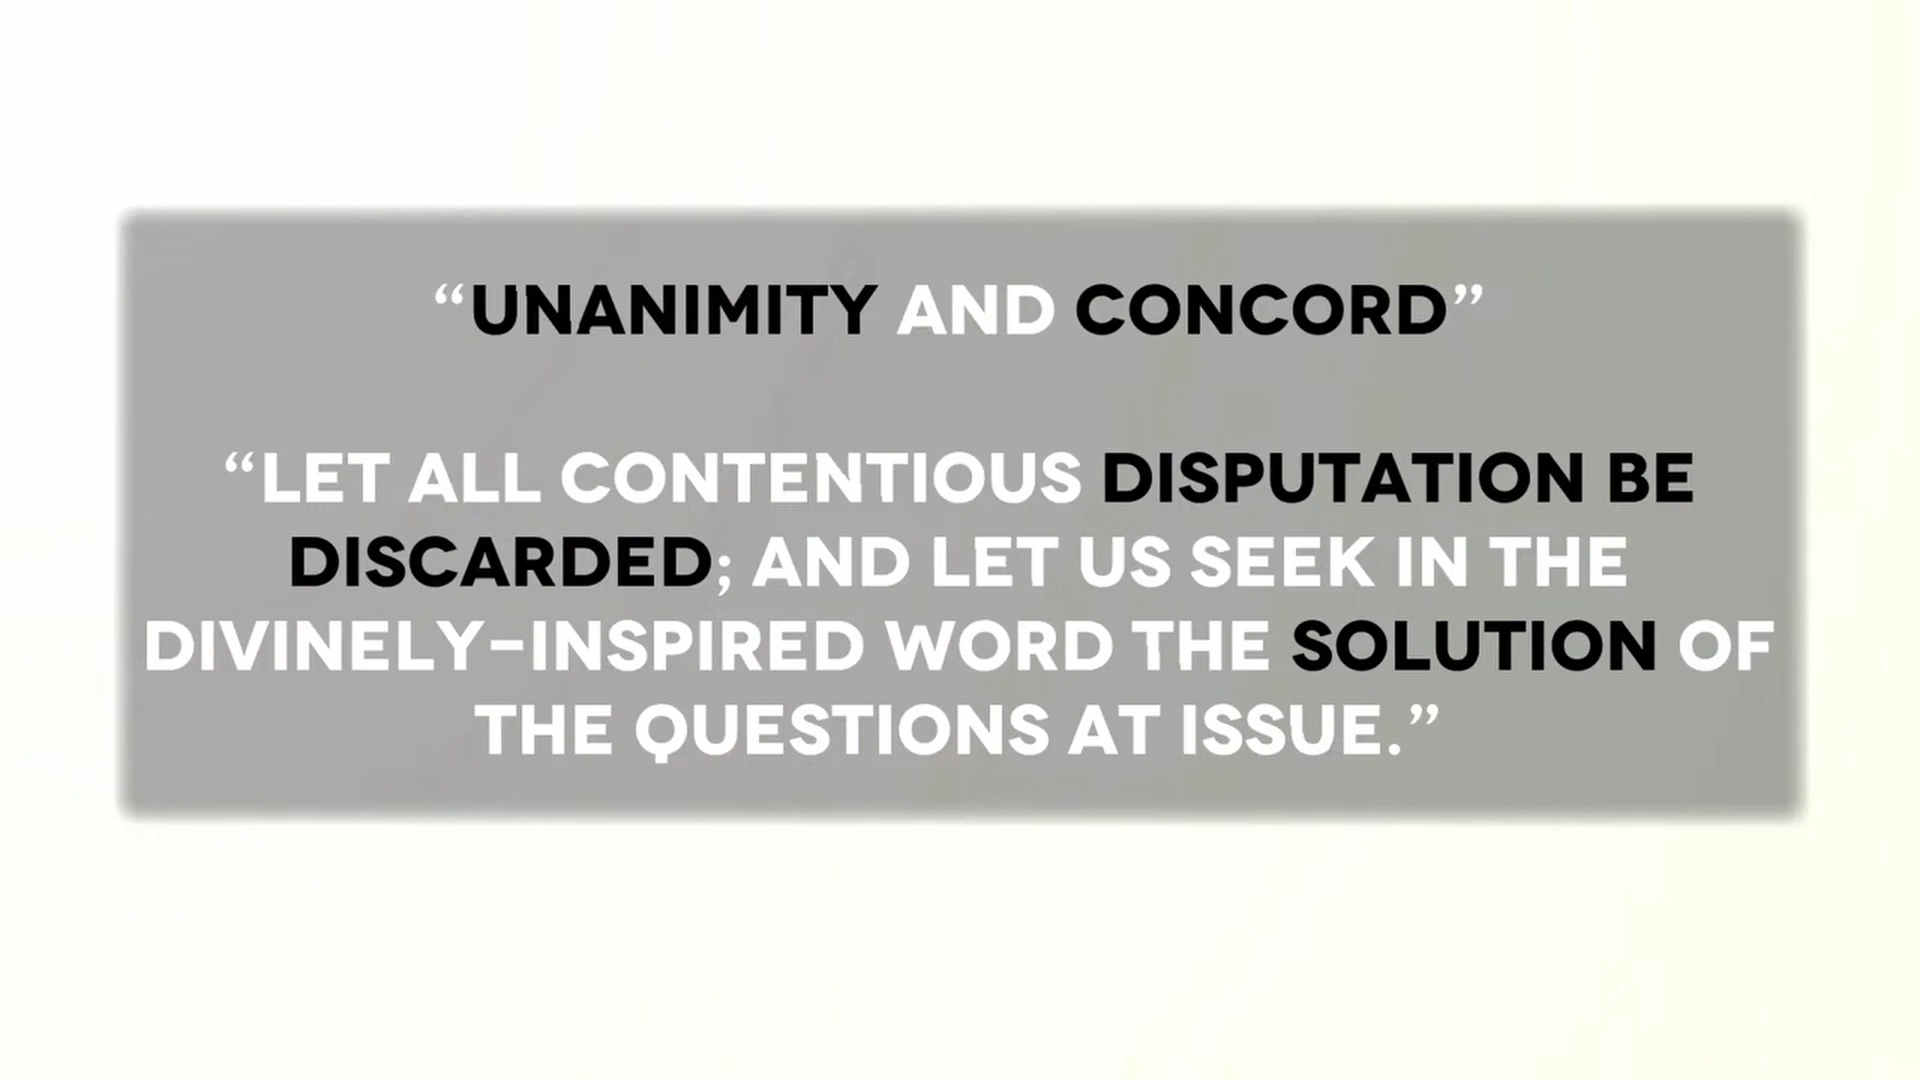 “UNANIMITY AND CONCORD”
“LET ALL CONTENTIOUS DISPUTATION BE
DISCARDED; AND LET US SEEK IN THE
DIVINELY-INSPIRED WORD THE SOLUTION OF
THE QUESTIONS AT ISSUE.”